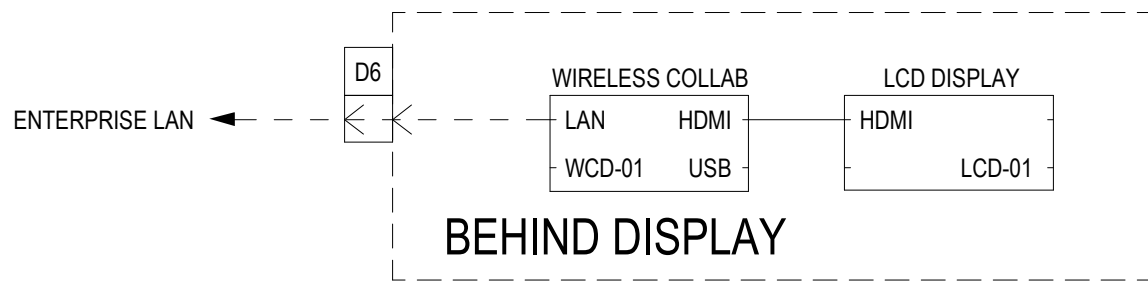 D6
WIRELESS COLLAB
LCD DISPLAY
ENTERPRISE LAN
LAN
HDMI
HDMI
WCD-01
USB
LCD-01
BEHIND DISPLAY